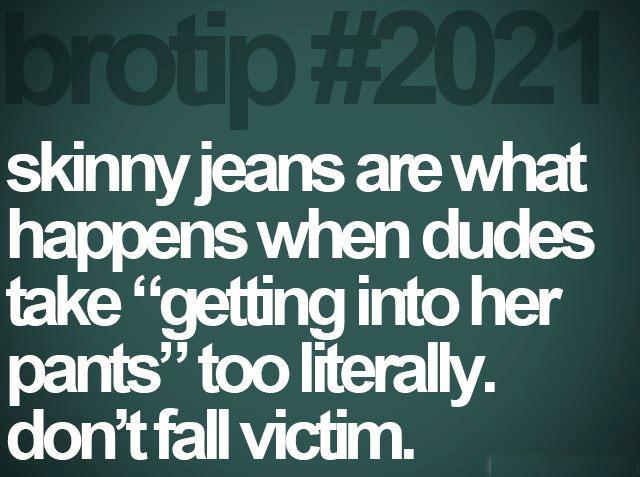 brotip #2021
skinny jeans are what
happens when dudes
take “getting into her
pants” too literally.
don’t fall victim.